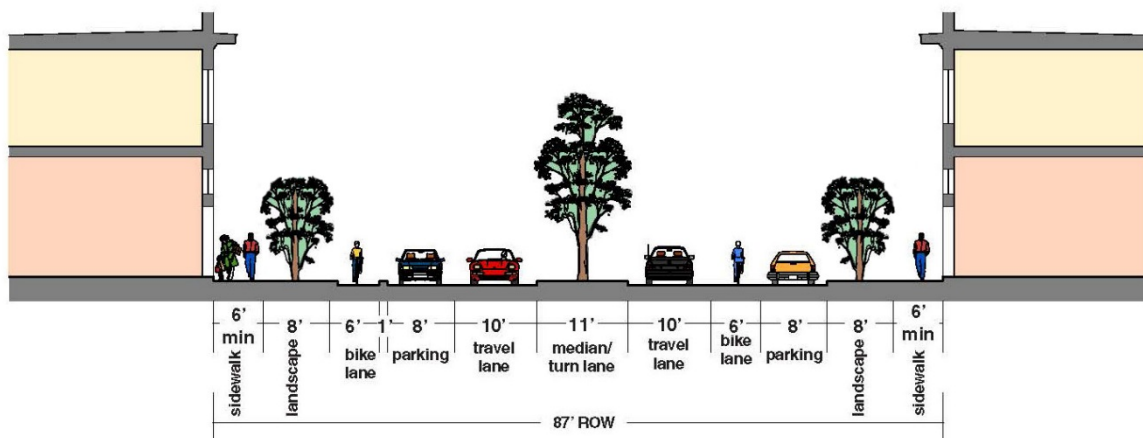 6' min sidewalk
8' landscape
6' bike lane
1'
8' parking
10' travel lane
11' median/ turn lane
10' travel lane
6' bike lane
8' parking
8' landscape
6' min sidewalk
87' ROW